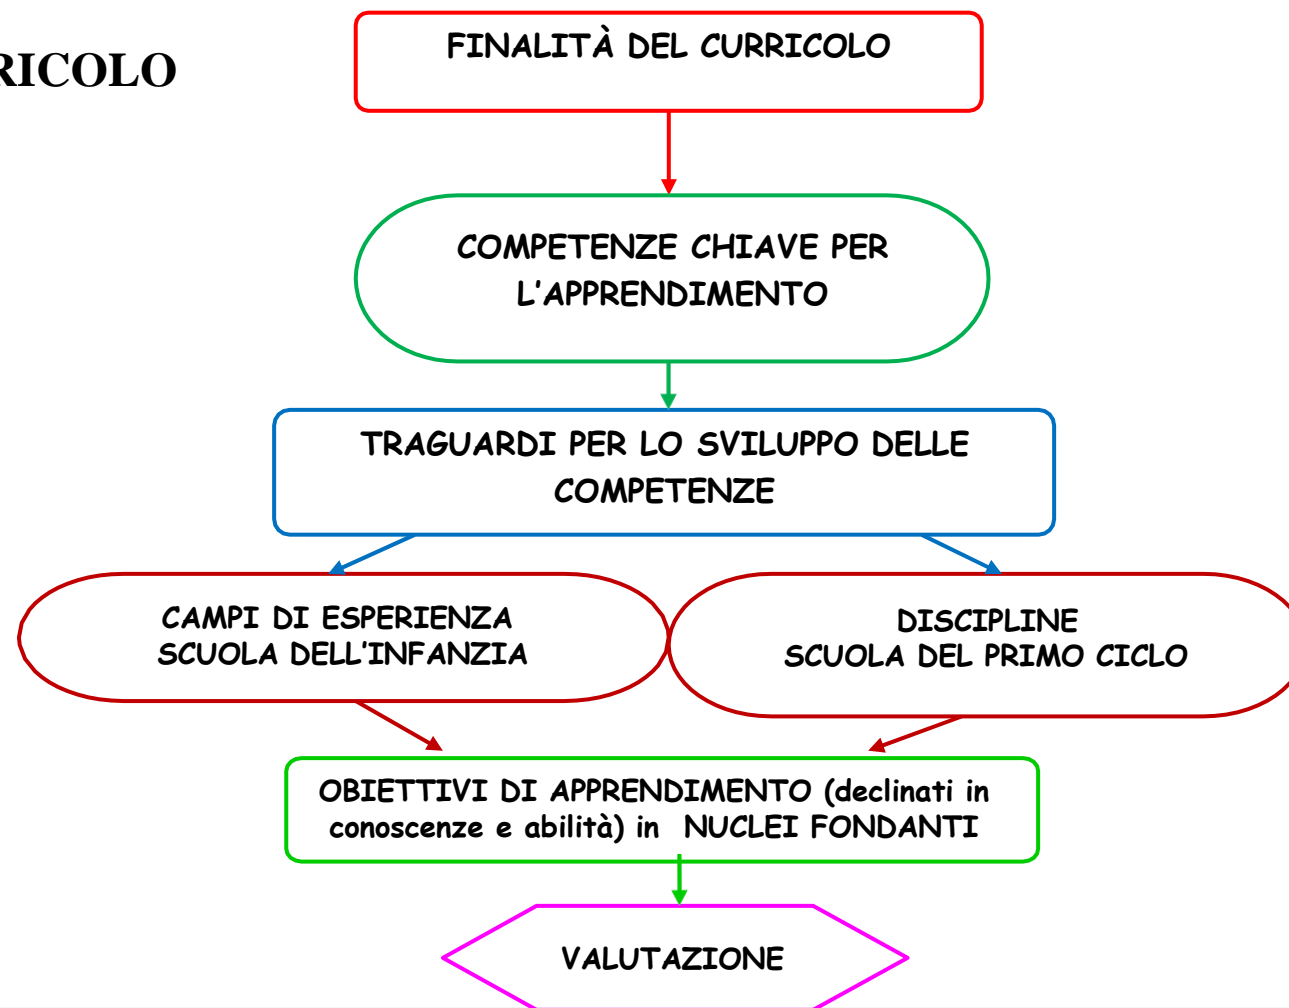 RICOLO
FINALITÀ DEL CURRICOLO
COMPETENZE CHIAVE PER
L'APPRENDIMENTO
TRAGUARDI PER LO SVILUPPO DELLE
COMPETENZE
CAMPI DI ESPERIENZA
SCUOLA DELL'INFANZIA
DISCIPLINE
SCUOLA DEL PRIMO CICLO
OBIETTIVI DI APPRENDIMENTO (declinati in
conoscenze e abilità) in NUCLEI FONDANTI
VALUTAZIONE